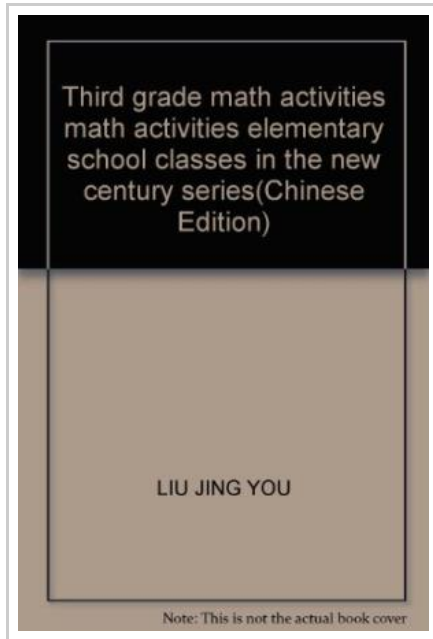 Third grade math activities
math activities elementary
school classes in the new
century series(Chinese
Edition)
LIU JING YOU
Note: This is not the actual book cover